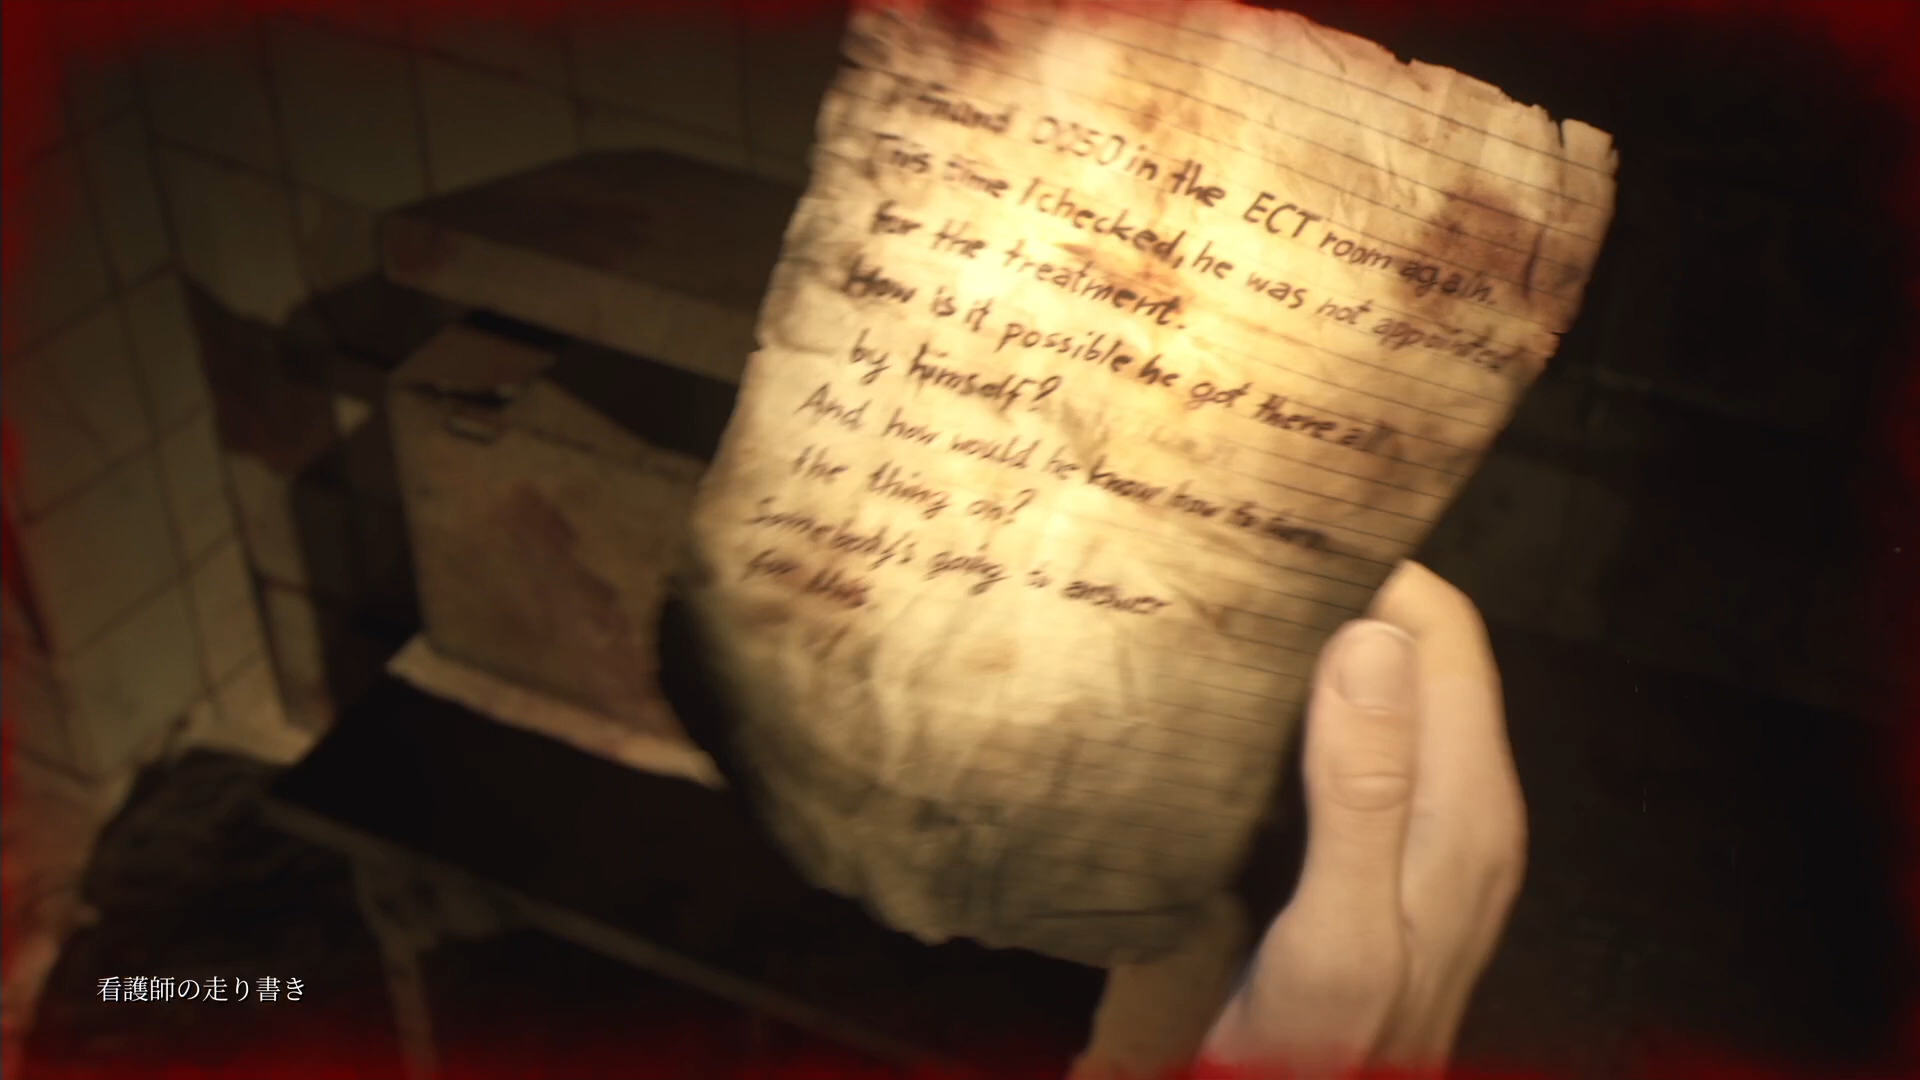 I found 0050 in the ECT room again.
This time I checked, he was not appointed
for the treatment.
How is it possible he got there all
by himself?
And how would he know how to turn
the thing on?
Somebody's going to answer
for this.
看護師の走り書き